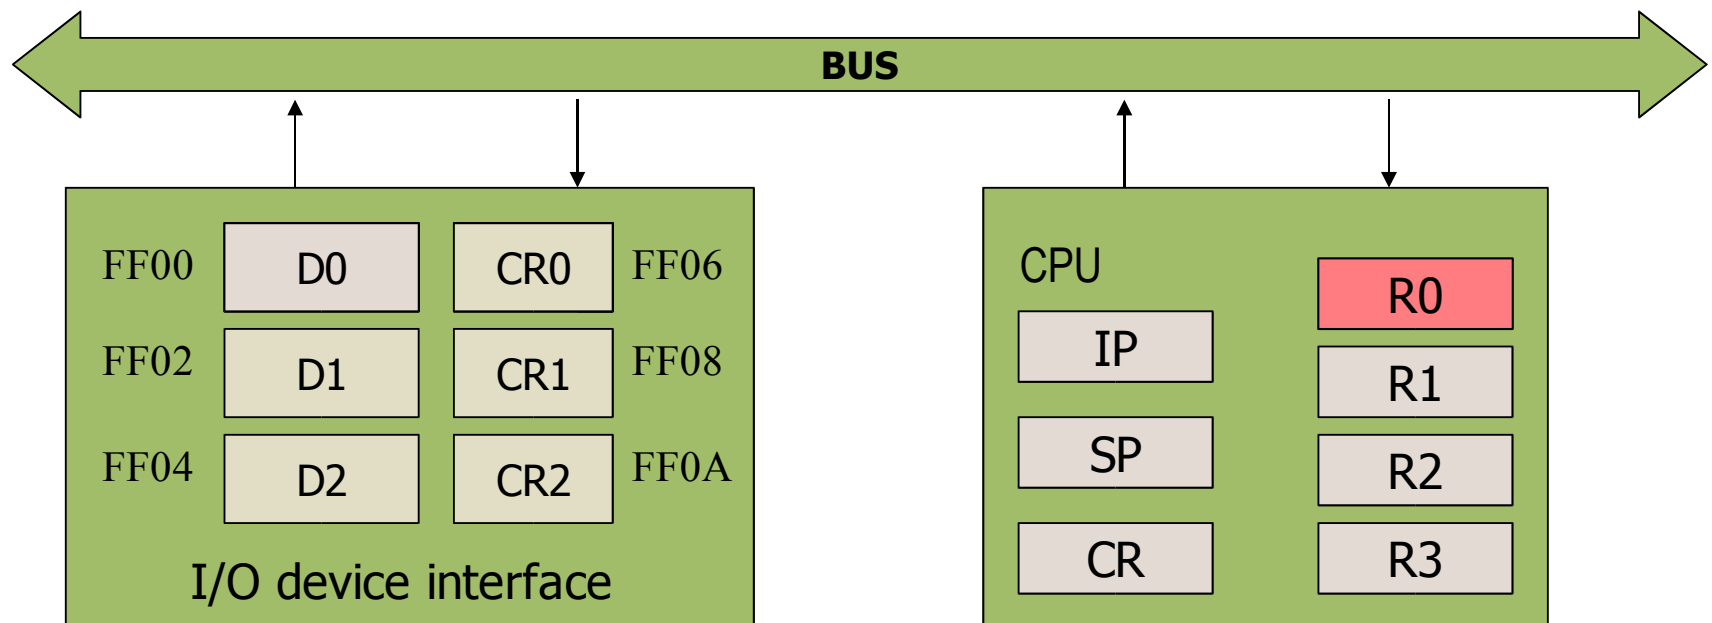 BUS
FF00 D0 CR0 FF06
FF02 D1 CR1 FF08
FF04 D2 CR2 FF0A
I/O device interface
CPU
IP
SP
CR
R0
R1
R2
R3